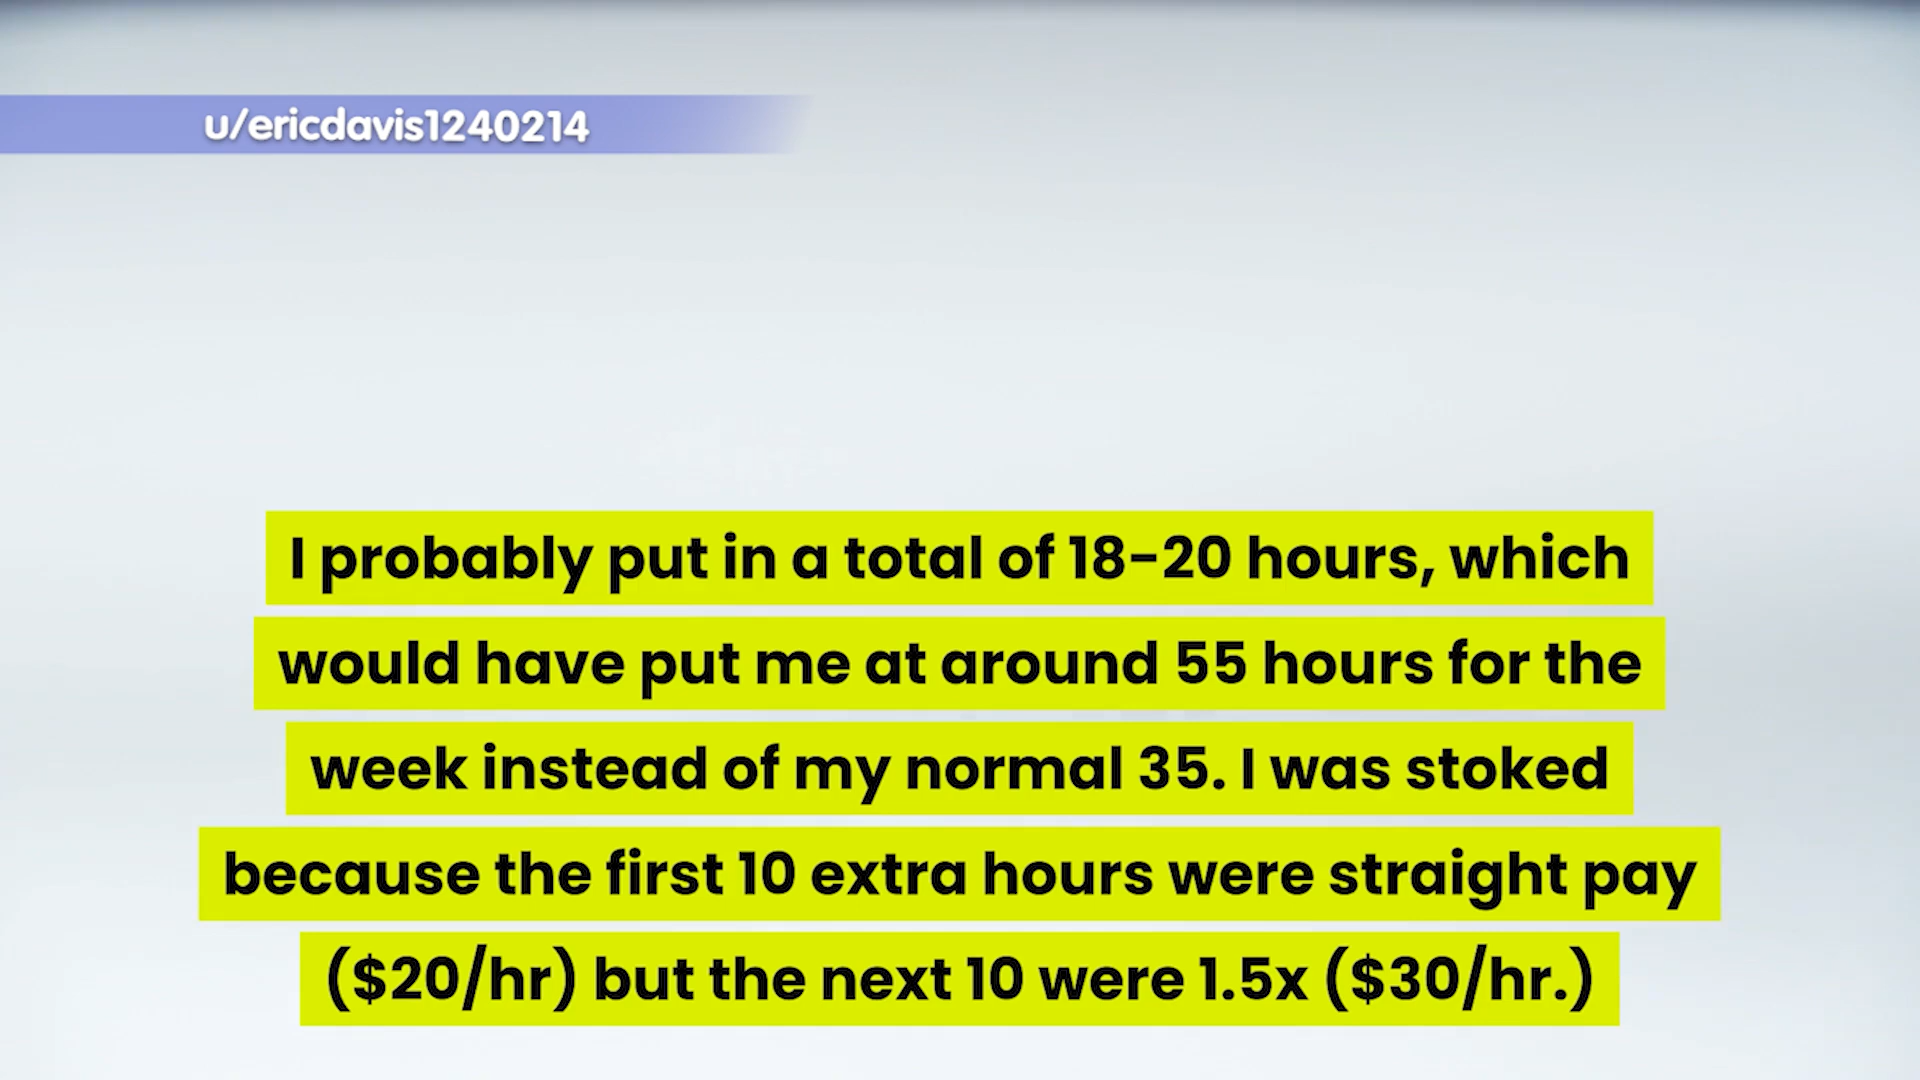 u/ericdavis1240214
I probably put in a total of 18-20 hours, which
would have put me at around 55 hours for the
week instead of my normal 35. I was stoked
because the first 10 extra hours were straight pay
($20/hr) but the next 10 were 1.5x ($30/hr.)